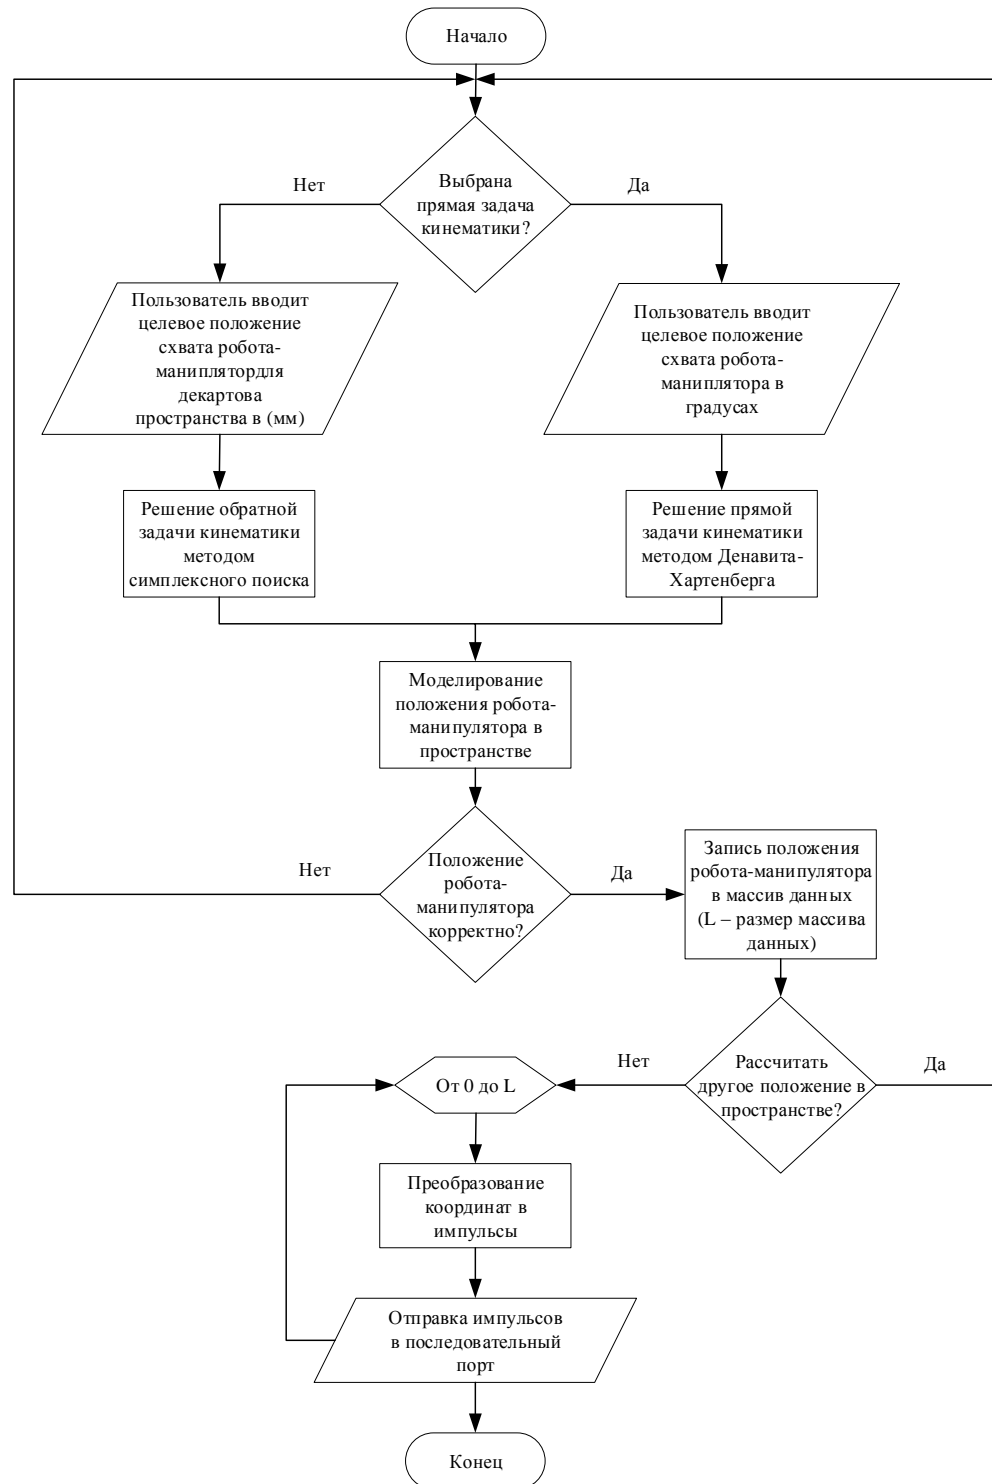 Начало
Выбрана
прямая задача
кинематики?
Нет
Да
Пользователь вводит
целевое положение
схвата робота-
маниплятордля
декартова
пространства в (мм)
Пользователь вводит
целевое положение
схвата робота-
маниплятора в
градусах
Решение обратной
задачи кинематики
методом
симплексного поиска
Решение прямой
задачи кинематики
методом Денавита-
Хартенберга
Моделирование
положения робота-
манипулятора в
пространстве
Положение
робота-
манипулятора
корректно?
Нет
Да
Запись положения
робота-манипулятора
в массив данных
(L – размер массива
данных)
Рассчитать
другое положение в
пространстве?
Нет
Да
От 0 до L
Преобразование
координат в
импульсы
Отправка импульсов
в последовательный
порт
Конец